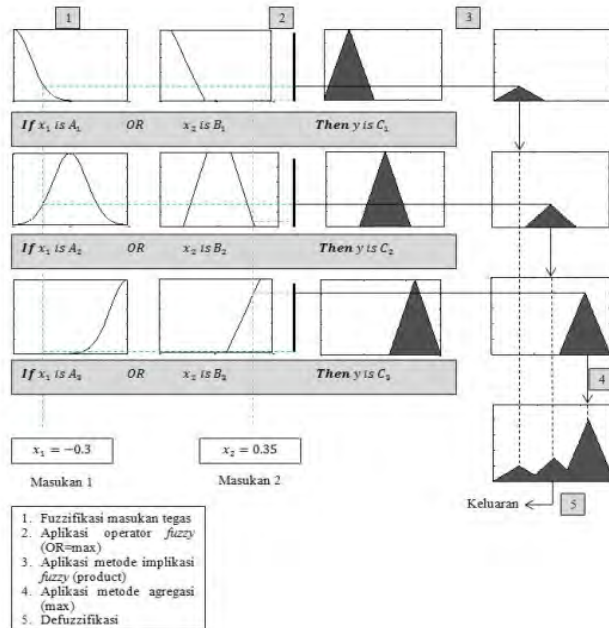 1
2
3
If x₁ is A₁ OR x₂ is B₁ Then y is C₁
If x₁ is A₂ OR x₂ is B₂ Then y is C₂
If x₁ is A₃ OR x₂ is B₃ Then y is C₃
4
x₁ = −0.3
x₂ = 0.35
Masukan 1
Masukan 2
Keluaran
5
1. Fuzzifikasi masukan tegas
2. Aplikasi operator fuzzy
(OR=max)
3. Aplikasi metode implikasi
fuzzy (product)
4. Aplikasi metode agregasi
(max)
5. Defuzzifikasi